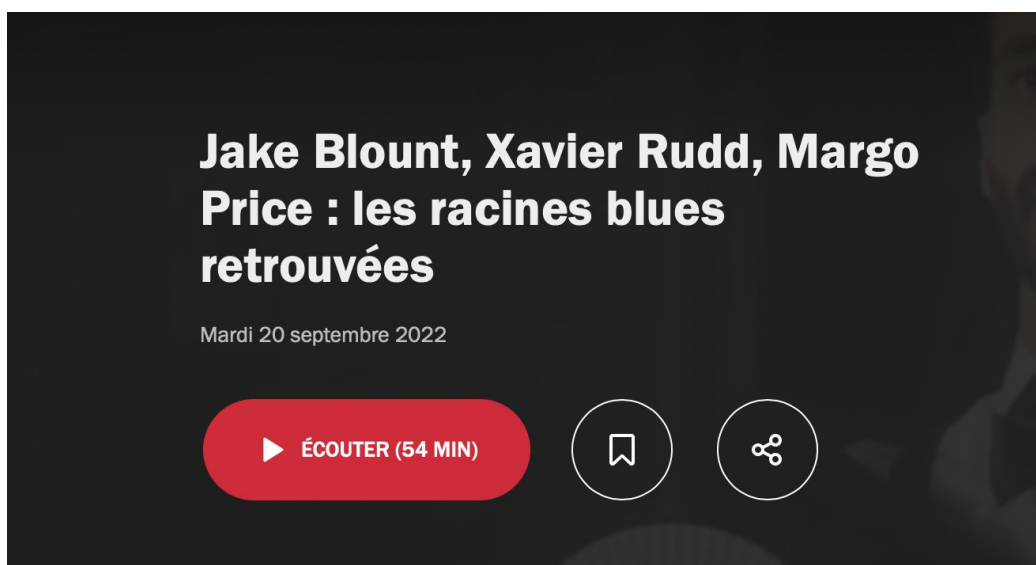 Jake Blount, Xavier Rudd, Margo
Price : les racines blues
retrouvées
Mardi 20 septembre 2022
ÉCOUTER (54 MIN)